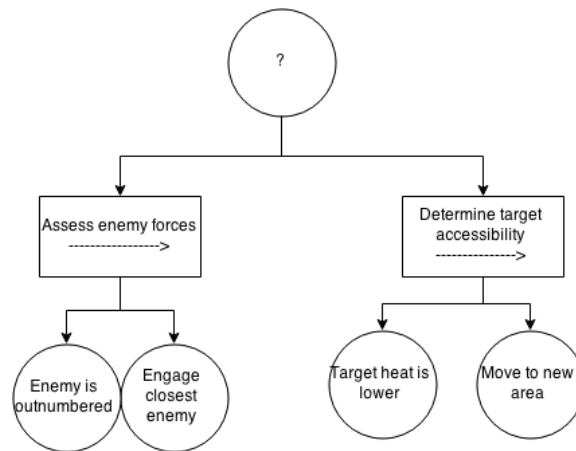 ?
Assess enemy forces
----------------->
Determine target
accessibility
--------------->
Enemy is
outnumbered
Engage
closest
enemy
Target heat is
lower
Move to new
area